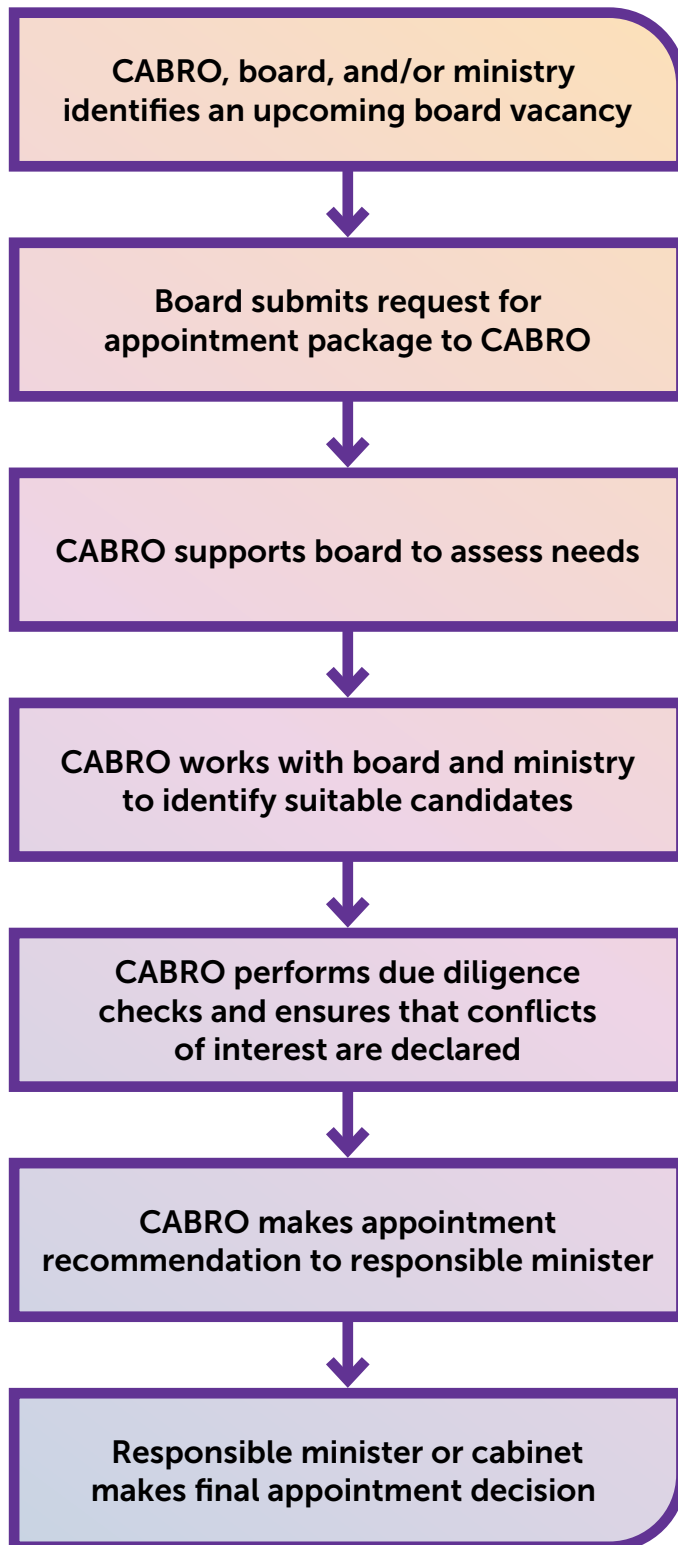 CABRO, board, and/or ministry
identifies an upcoming board vacancy
Board submits request for
appointment package to CABRO
CABRO supports board to assess needs
CABRO works with board and ministry
to identify suitable candidates
CABRO performs due diligence
checks and ensures that conflicts
of interest are declared
CABRO makes appointment
recommendation to responsible minister
Responsible minister or cabinet
makes final appointment decision